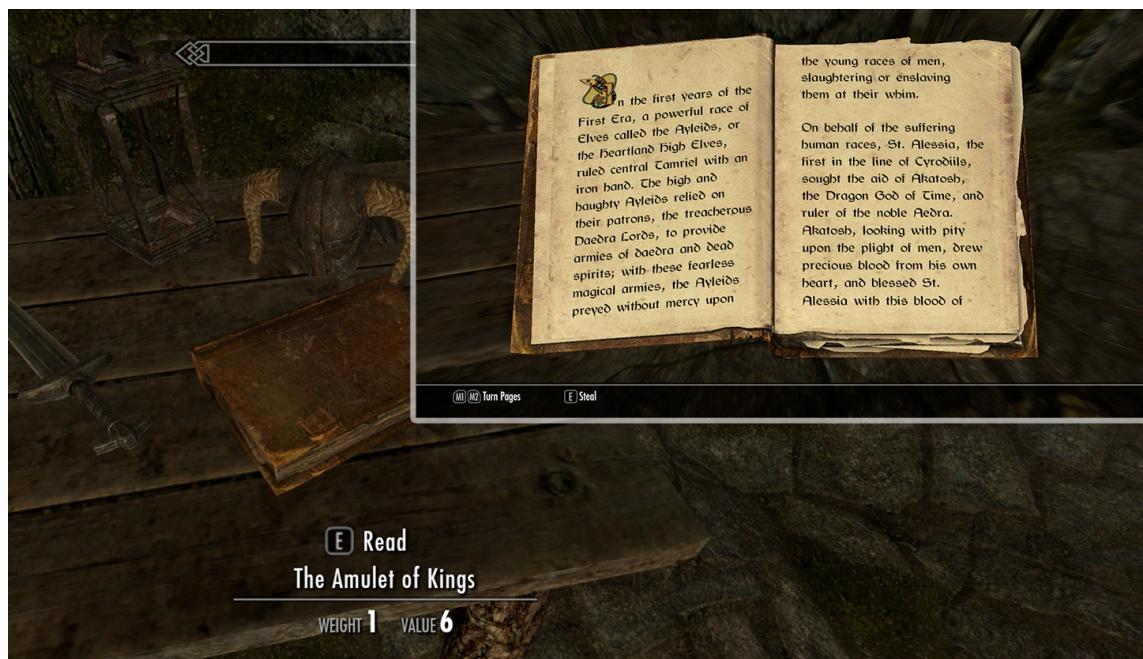 In the first years of the
First Era, a powerful race of
Elves called the Ayleids, or
the Heartland High Elves,
ruled central Tamriel with an
iron hand. The high and
haughty Ayleids relied on
their patrons, the treacherous
Daedra Lords, to provide
armies of daedra and dead
spirits; with these fearless
magical armies, the Ayleids
preyed without mercy upon
the young races of men,
slaughtering or enslaving
them at their whim.
On behalf of the suffering
human races, St. Alessia, the
first in the line of Cyrodiils,
sought the aid of Akatosh,
the Dragon God of Time, and
ruler of the noble Aedra.
Akatosh, looking with pity
upon the plight of men, drew
precious blood from his own
heart, and blessed St.
Alessia with this blood of
M1 M2 Turn Pages
E Steal
E Read
The Amulet of Kings
WEIGHT 1 VALUE 6